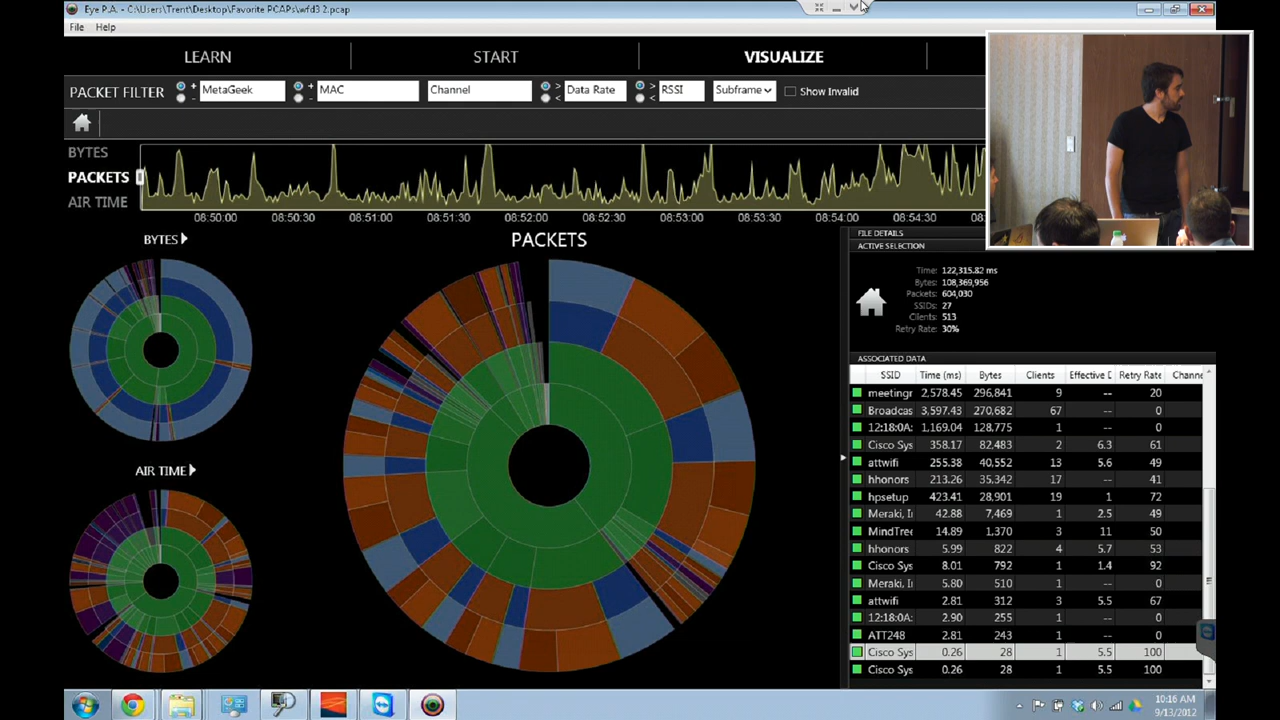 Eye P.A. - C:\Users\Trent\Desktop\Favorite PCAPs\wfd3 2.pcap
File Help
LEARN START VISUALIZE
PACKET FILTER + - MetaGeek + - MAC Channel > < Data Rate > < RSSI Subframe Show Invalid
BYTES
PACKETS
AIR TIME
08:50:00 08:50:30 08:51:00 08:51:30 08:52:00 08:52:30 08:53:00 08:53:30 08:54:00 08:54:30
BYTES
PACKETS
AIR TIME
FILE DETAILS
ACTIVE SELECTION
Time: 122,315.82 ms
Bytes: 108,369,956
Packets: 604,030
SSIDs: 27
Clients: 513
Retry Rate: 30%
ASSOCIATED DATA
SSID Time (ms) Bytes Clients Effective D Retry Rate Channe
meetingr 2,578.45 296,841 9 -- 20
Broadcas 3,597.43 270,682 67 -- 0
12:18:0A: 1,169.04 128,775 1 -- 0
Cisco Sys 358.17 82,483 2 6.3 61
attwifi 255.38 40,552 13 5.6 49
hhonors 213.26 35,342 17 -- 41
hpsetup 423.41 28,901 19 1 72
Meraki, I 42.88 7,469 1 2.5 49
MindTre 14.89 1,370 3 11 50
hhonors 5.99 822 4 5.7 53
Cisco Sys 8.01 792 1 1.4 92
Meraki, I 5.80 510 1 -- 0
attwifi 2.81 312 3 5.5 67
12:18:0A: 2.90 255 1 -- 0
ATT248 2.81 243 1 -- 0
Cisco Sys 0.26 28 1 5.5 100
Cisco Sys 0.26 28 1 5.5 100
10:16 AM
9/13/2012